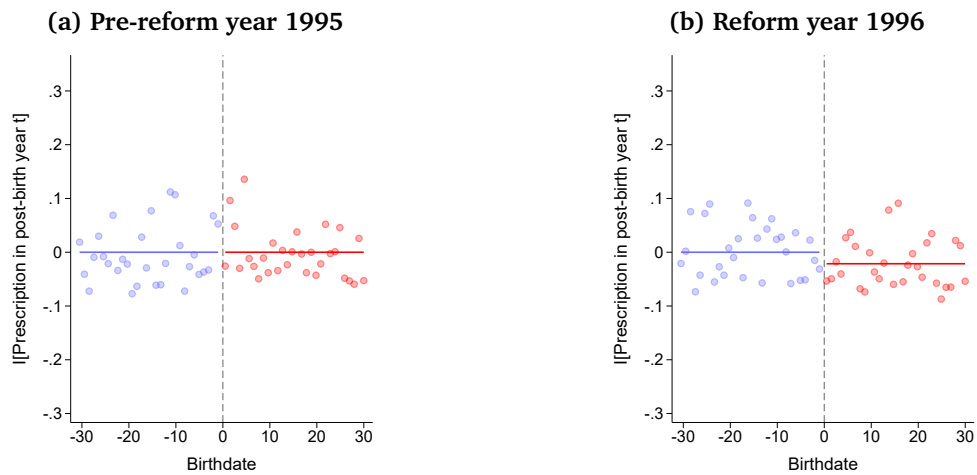 (a) Pre-reform year 1995
I[Prescription in post-birth year t]
.3
.2
.1
0
-.1
-.2
-.3
-30 -20 -10 0 10 20 30
Birthdate
(b) Reform year 1996
I[Prescription in post-birth year t]
.3
.2
.1
0
-.1
-.2
-.3
-30 -20 -10 0 10 20 30
Birthdate